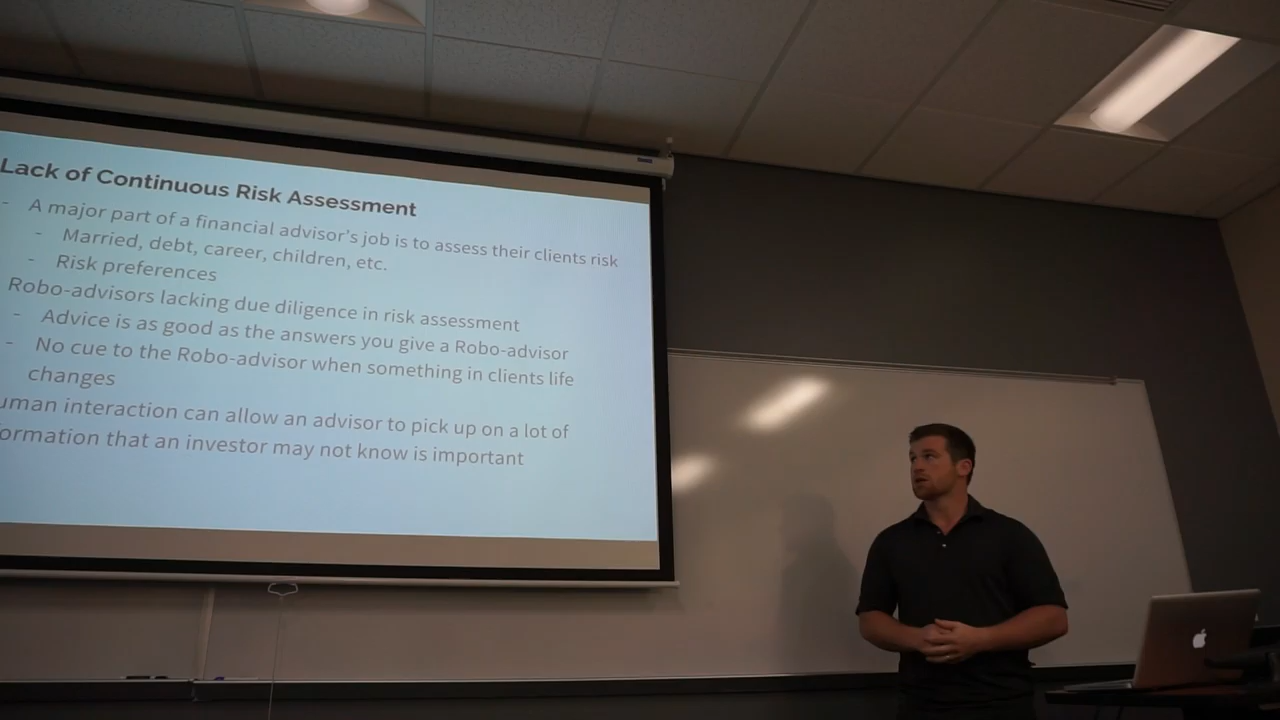 Lack of Continuous Risk Assessment
- A major part of a financial advisor's job is to assess their clients risk
- Married, debt, career, children, etc.
- Risk preferences
Robo-advisors lacking due diligence in risk assessment
- Advice is as good as the answers you give a Robo-advisor
- No cue to the Robo-advisor when something in clients life
changes
uman interaction can allow an advisor to pick up on a lot of
ormation that an investor may not know is important